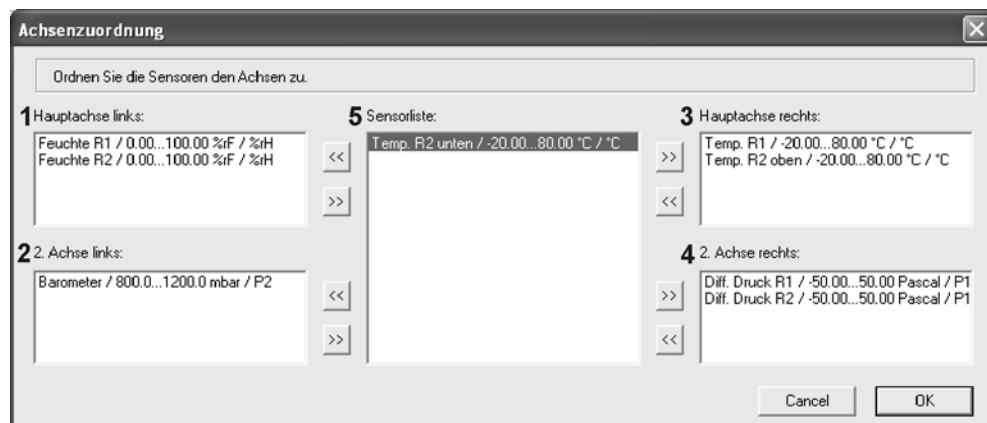 Achsenzuordnung
Ordnen Sie die Sensoren den Achsen zu.
1 Hauptachse links:
Feuchte R1 / 0.00...100.00 %rF / %rH
Feuchte R2 / 0.00...100.00 %rF / %rH
<<
>>
2 2. Achse links:
Barometer / 800.0...1200.0 mbar / P2
<<
>>
5 Sensorliste:
Temp. R2 unten / -20.00...80.00 °C / °C
3 Hauptachse rechts:
>>
<<
Temp. R1 / -20.00...80.00 °C / °C
Temp. R2 oben / -20.00...80.00 °C / °C
4 2. Achse rechts:
>>
<<
Diff. Druck R1 / -50.00...50.00 Pascal / P1
Diff. Druck R2 / -50.00...50.00 Pascal / P1
Cancel
OK